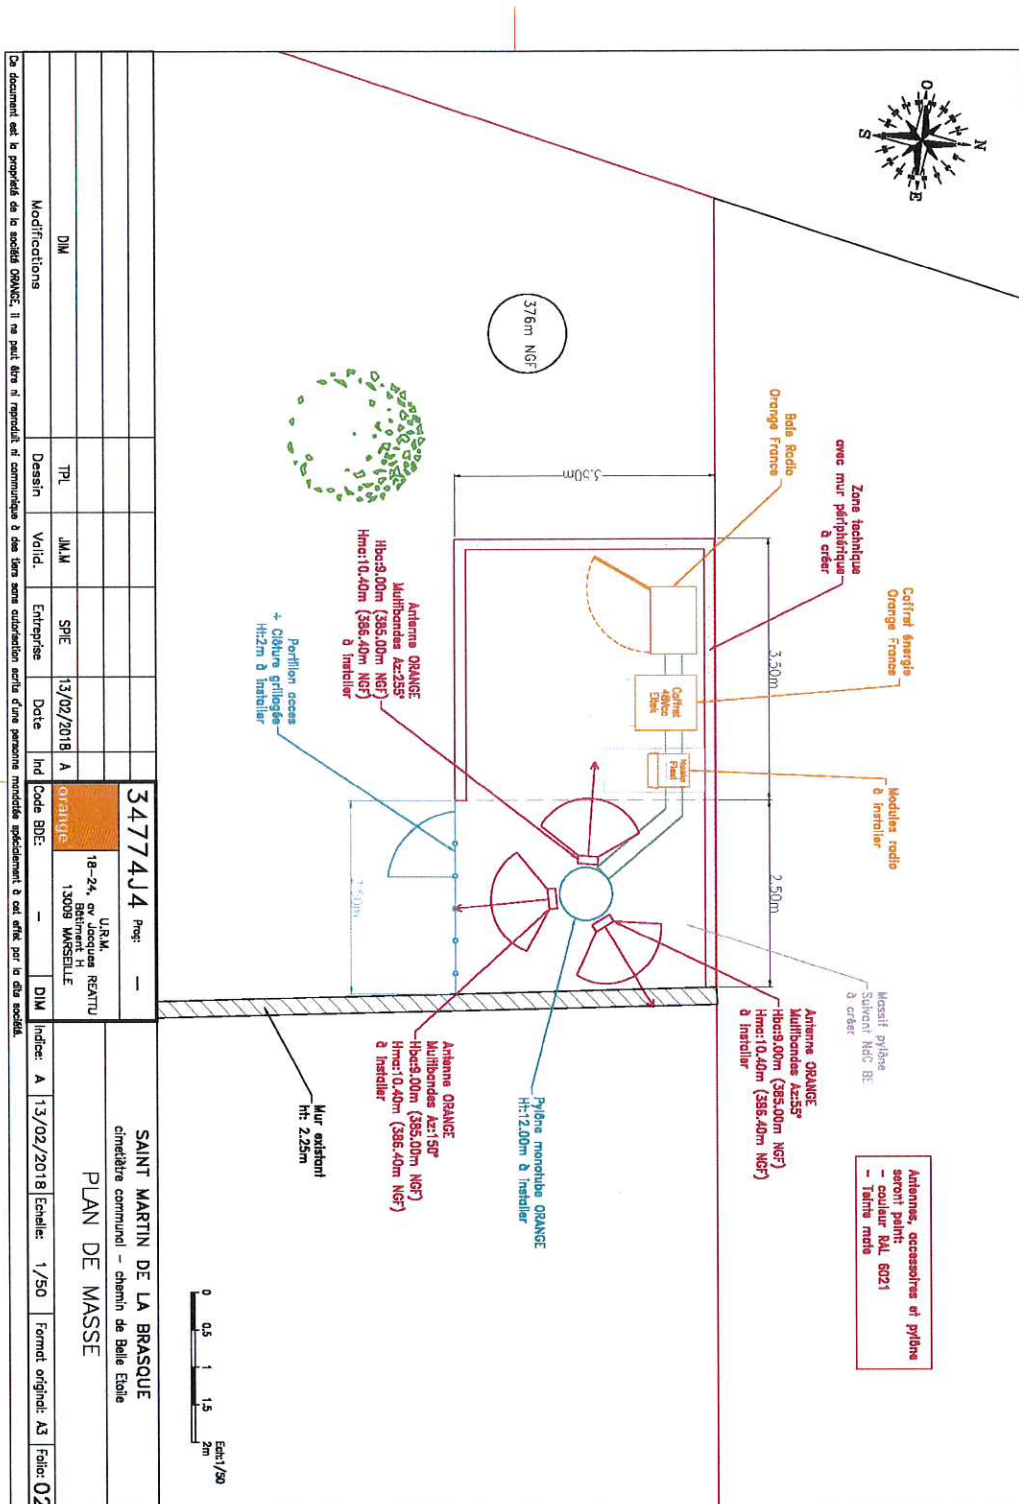 N
O
E
S
Antennes, accessoires et pylône
seront peint:
- couleur RAL 6021
- Teinte mate
Coffret énergie
Orange France
Modules radio
à installer
Massif pylône
Suivant NdC BE
à créer
Zone technique
avec mur périphérique
à créer
Baie Radio
Orange France
3.50m
2.50m
Antenne ORANGE
Multibandes Az:55°
Hba:9.00m (385.00m NGF)
Hma:10.40m (386.40m NGF)
à installer
Coffret
48Vcc
Eltek
3.50m
376m NGF
Pylône monotube ORANGE
Ht:12.00m à installer
Antenne ORANGE
Multibandes Az:255°
Hba:9.00m (385.00m NGF)
Hma:10.40m (386.40m NGF)
à installer
Antenne ORANGE
Multibandes Az:150°
Hba:9.00m (385.00m NGF)
Hma:10.40m (386.40m NGF)
à installer
2.50m
Portillon acces
+ Clôture grillagée
Ht:2m à installer
Mur existant
Ht: 2.25m
Ech:1/50
0 0.5 1 1.5 2m
34774J4 Prog: -
orange
U.R.M.
18-24, av Jacques REATTU
Bâtiment H
13009 MARSEILLE
SAINT MARTIN DE LA BRASQUE
cimetière communal - chemin de Belle Etoile
PLAN DE MASSE
DIM TPL JM.M SPIE 13/02/2018 A
Modifications Dessin Valid. Entreprise Date Ind
Code BDE: - DIM Indice: A 13/02/2018 Echelle: 1/50 Format original: A3 Folio: 02
Ce document est la propriété de la société ORANGE, il ne peut être ni reproduit ni communiqué à des tiers sans autorisation écrite d'une personne mandatée spécialement à cet effet par la dite société.